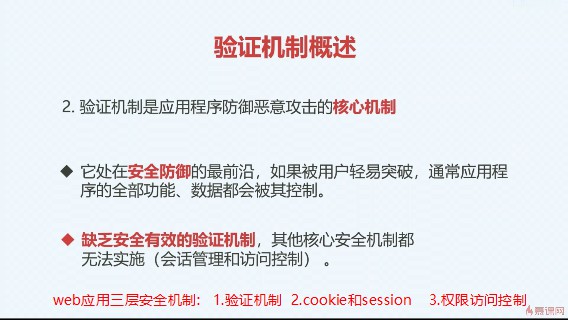 验证机制概述
2. 验证机制是应用程序防御恶意攻击的核心机制
◆ 它处在安全防御的最前沿，如果被用户轻易突破，通常应用程
序的全部功能、数据都会被其控制。
◆ 缺乏安全有效的验证机制，其他核心安全机制都
无法实施（会话管理和访问控制） 。
web应用三层安全机制： 1.验证机制 2.cookie和session 3.权限访问控制
慕课网